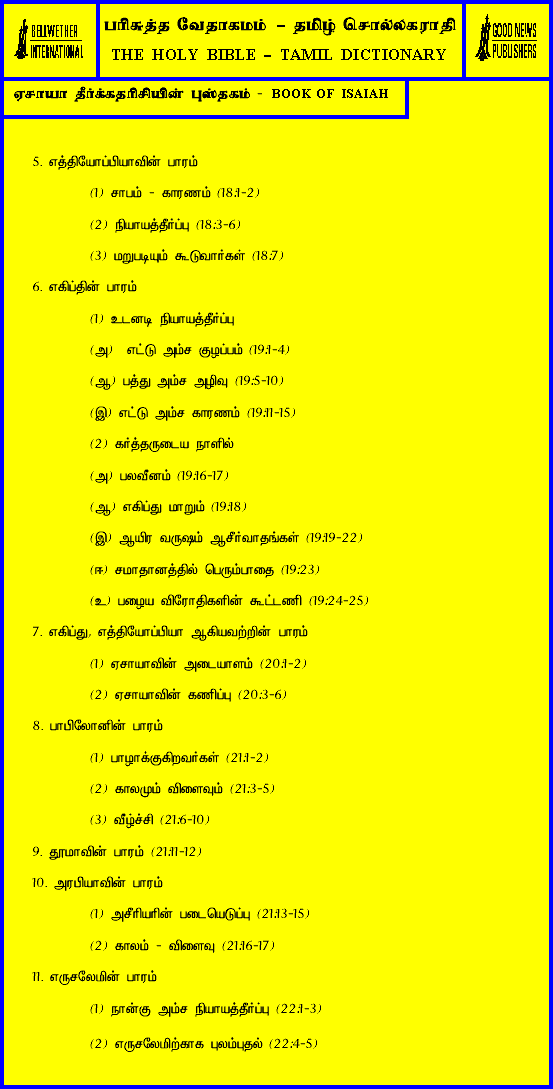 BELLWETHER
INTERNATIONAL
பரிசுத்த வேதாகமம் – தமிழ் சொல்லகராதி
THE HOLY BIBLE – TAMIL DICTIONARY
GOOD NEWS
PUBLISHERS
ஏசாயா தீர்க்கதரிசியின் புஸ்தகம் - BOOK OF ISAIAH
5. எத்தியோப்பியாவின் பாரம்
(1) சாபம் - காரணம் (18:1-2)
(2) நியாயத்தீர்ப்பு (18:3-6)
(3) மறுபடியும் கூடுவார்கள் (18:7)
6. எகிப்தின் பாரம்
(1) உடனடி நியாயத்தீர்ப்பு
(அ) எட்டு அம்ச குழப்பம் (19:1-4)
(ஆ) பத்து அம்ச அழிவு (19:5-10)
(இ) எட்டு அம்ச காரணம் (19:11-15)
(2) கர்த்தருடைய நாளில்
(அ) பலவீனம் (19:16-17)
(ஆ) எகிப்து மாறும் (19:18)
(இ) ஆயிர வருஷம் ஆசீர்வாதங்கள் (19:19-22)
(ஈ) சமாதானத்தில் பெரும்பாதை (19:23)
(உ) பழைய விரோதிகளின் கூட்டணி (19:24-25)
7. எகிப்து, எத்தியோப்பியா ஆகியவற்றின் பாரம்
(1) ஏசாயாவின் அடையாளம் (20:1-2)
(2) ஏசாயாவின் கணிப்பு (20:3-6)
8. பாபிலோனின் பாரம்
(1) பாழாக்குகிறவர்கள் (21:1-2)
(2) காலமும் விளைவும் (21:3-5)
(3) வீழ்ச்சி (21:6-10)
9. தூமாவின் பாரம் (21:11-12)
10. அரபியாவின் பாரம்
(1) அசீரியரின் படையெடுப்பு (21:13-15)
(2) காலம் - விளைவு (21:16-17)
11. எருசலேமின் பாரம்
(1) நான்கு அம்ச நியாயத்தீர்ப்பு (22:1-3)
(2) எருசலேமிற்காக புலம்புதல் (22:4-5)